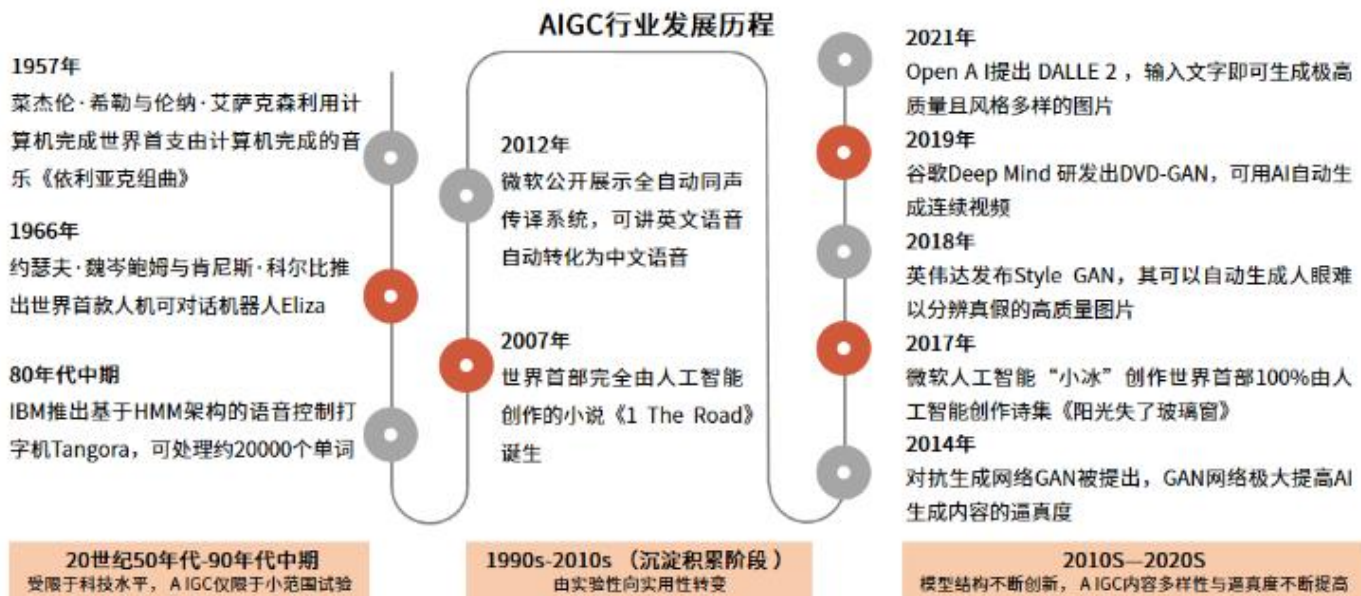 AIGC行业发展历程
1957年
莱杰伦·希勒与伦纳·艾萨克森利用计
算机完成世界首支由计算机完成的音
乐《依利亚克组曲》
1966年
约瑟夫·魏岑鲍姆与肯尼斯·科尔比推
出世界首款人机可对话机器人Eliza
80年代中期
IBM推出基于HMM架构的语音控制打
字机Tangora，可处理约20000个单词
20世纪50年代-90年代中期
受限于科技水平， AIGC仅限于小范围试验
2012年
微软公开展示全自动同声
传译系统，可讲英文语音
自动转化为中文语音
2007年
世界首部完全由人工智能
创作的小说《1 The Road》
诞生
1990s-2010s （沉淀积累阶段 ）
由实验性向实用性转变
2021年
Open A I提出 DALLE 2 ，输入文字即可生成极高
质量且风格多样的图片
2019年
谷歌Deep Mind 研发出DVD-GAN，可用AI自动生
成连续视频
2018年
英伟达发布Style GAN，其可以自动生成人眼难
以分辨真假的高质量图片
2017年
微软人工智能“小冰”创作世界首部100%由人
工智能创作诗集《阳光失了玻璃窗》
2014年
对抗生成网络GAN被提出，GAN网络极大提高AI
生成内容的逼真度
2010S—2020S
模型结构不断创新， AIGC内容多样性与逼真度不断提高